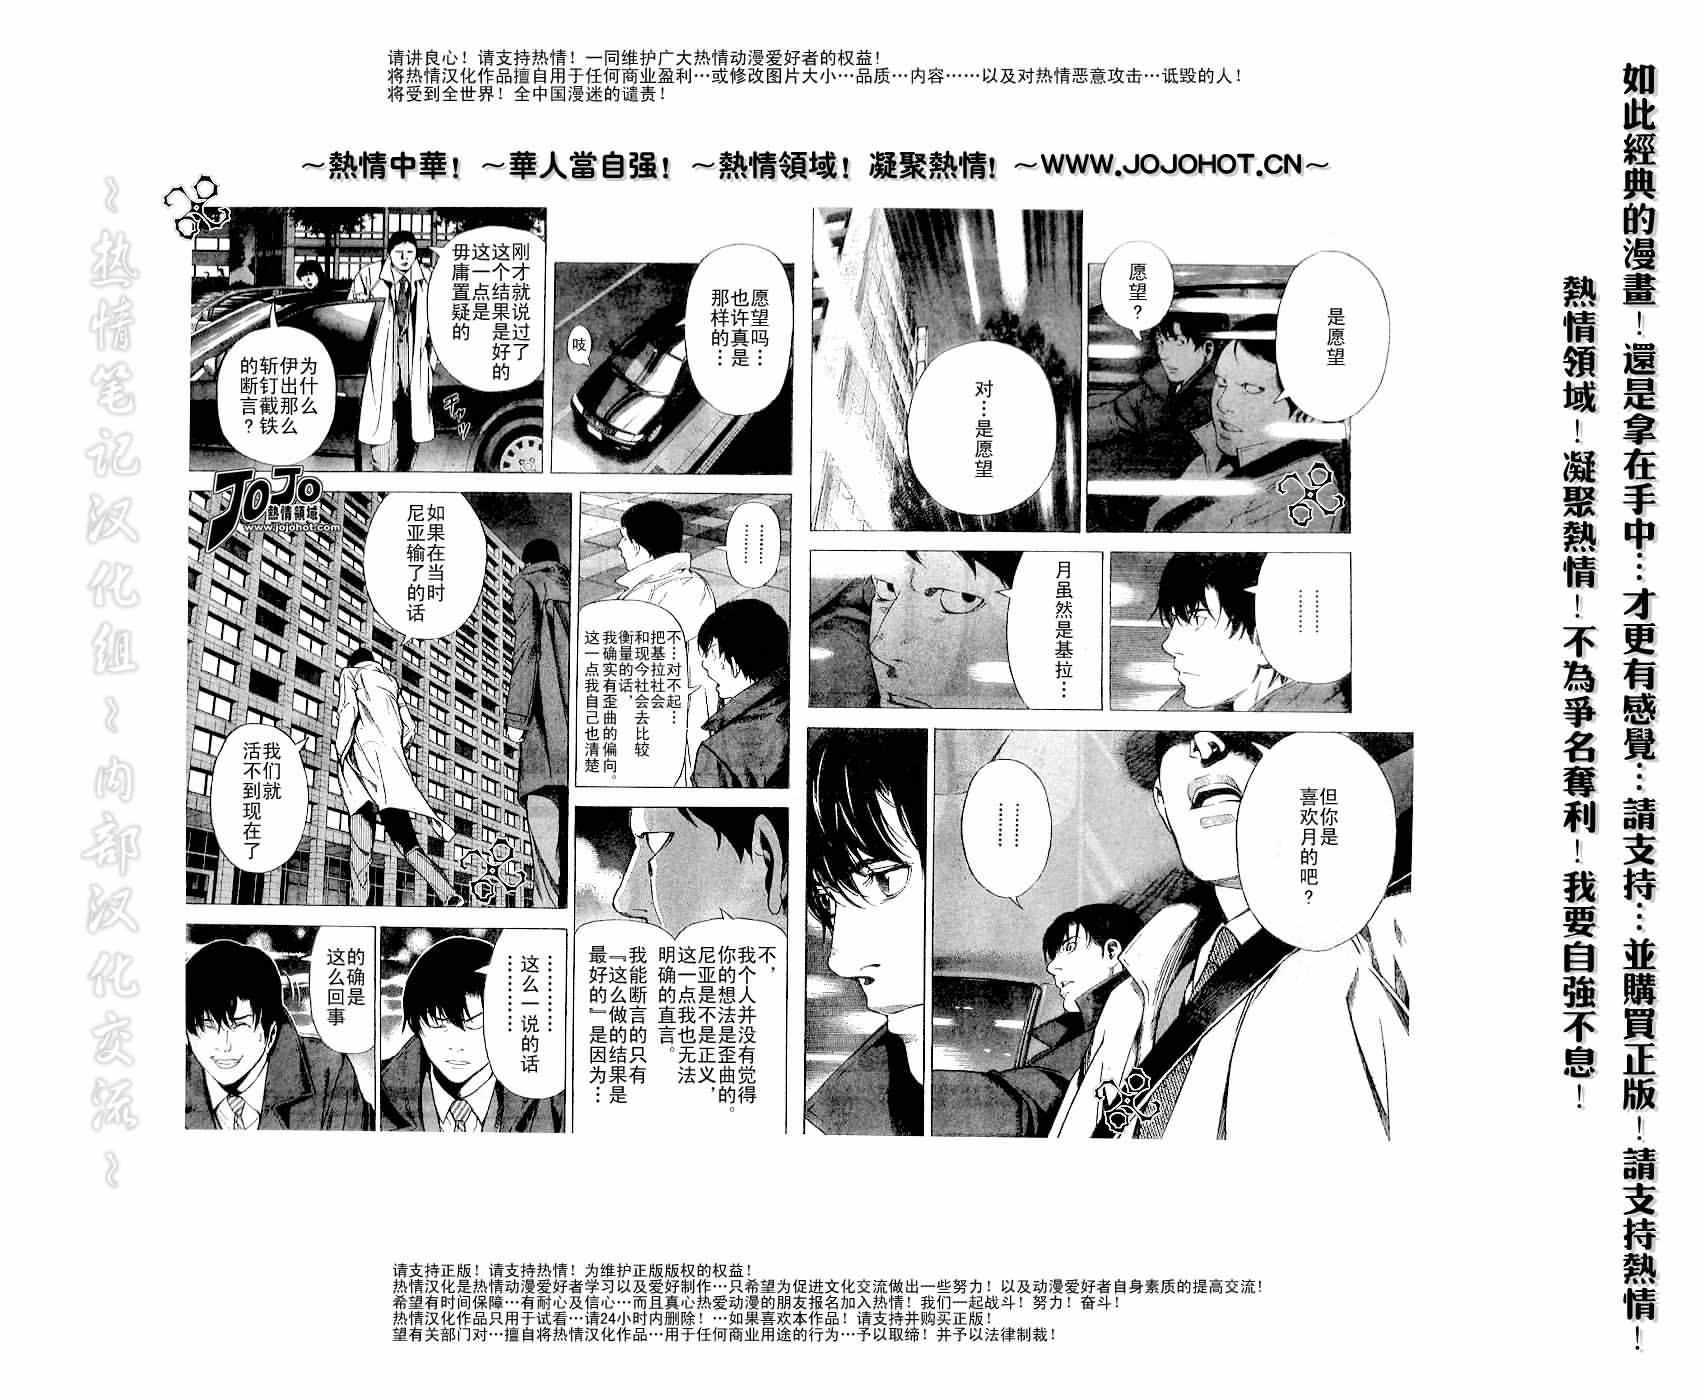 请讲良心！请支持热情！一同维护广大热情动漫爱好者的权益！
将热情汉化作品擅自用于任何商业盈利…或修改图片大小…品质…内容……以及对热情恶意攻击…诋毁的人！
将受到全世界！全中国漫迷的谴责！
～熱情中華！～華人當自强！～熱情領域！凝聚熱情！～WWW.JOJOHOT.CN～
如此經典的漫畫！還是拿在手中…才更有感覺…請支持…並購買正版！請支持熱情！
熱情領域！凝聚熱情！不為爭名奪利！我要自強不息！
是愿望
愿望？
对…是愿望
………
月虽然是基拉…
但你是
喜欢月的吧？
………
愿望吗…
也许真是
那样的…
吱
刚才就说过了
这个结果是好的
这一点是
毋庸置疑的
为什么
伊出那么
斩钉截铁
的断言？
キッ
………
不…对不起…
把基拉社会
和现今社会去比较
衡量的话，
我确实有歪曲的偏向。
这一点我自己也清楚
如果在当时
尼亚输了的话
我们就
活不到现在了
JOJO
熱情領域
www.jojohot.com
不，
我个人并没有觉得
你的想法是歪曲的。
尼亚是不是正义，
这一点我也无法
明确的直言。
我能断言的只有
『这么做的结果是
最好的』是因为…
…………
这么一说的话
…………
的确是
这么回事
～热情笔记汉化组～内部汉化交流～
请支持正版！请支持热情！为维护正版版权的权益！
热情汉化是热情动漫爱好者学习以及爱好制作…只希望为促进文化交流做出一些努力！以及动漫爱好者自身素质的提高交流！
希望有时间保障…有耐心及信心…而且真心热爱动漫的朋友报名加入热情！我们一起战斗！努力！奋斗！
热情汉化作品只用于试看…请24小时内删除！…如果喜欢本作品！请支持并购买正版！
望有关部门对…擅自将热情汉化作品…用于任何商业用途的行为…予以取缔！并予以法律制裁！